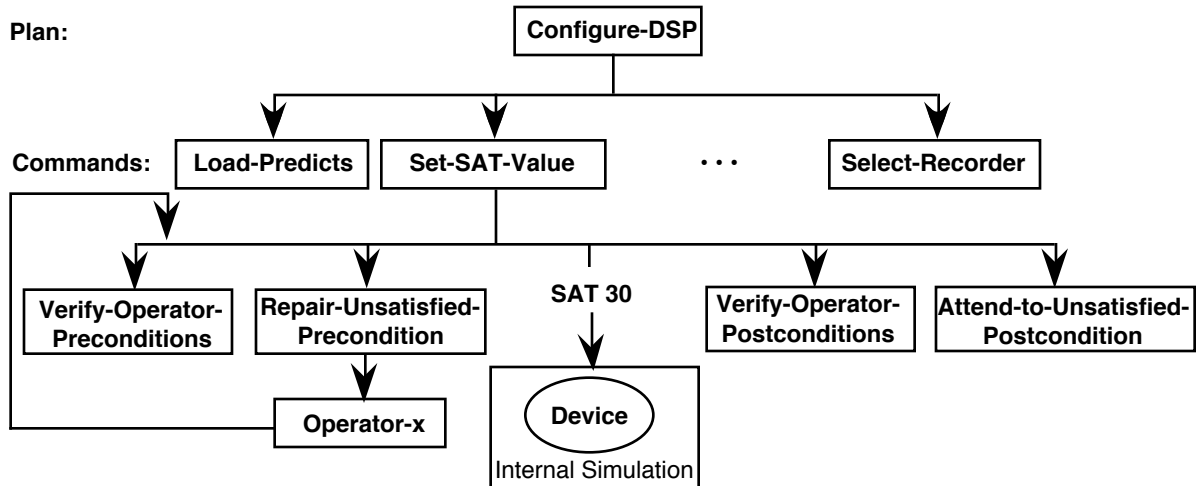 Plan:
Configure-DSP
Commands:
Load-Predicts
Set-SAT-Value
...
Select-Recorder
Verify-Operator-
Preconditions
Repair-Unsatisfied-
Precondition
SAT 30
Verify-Operator-
Postconditions
Attend-to-Unsatisfied-
Postcondition
Operator-x
Device
Internal Simulation